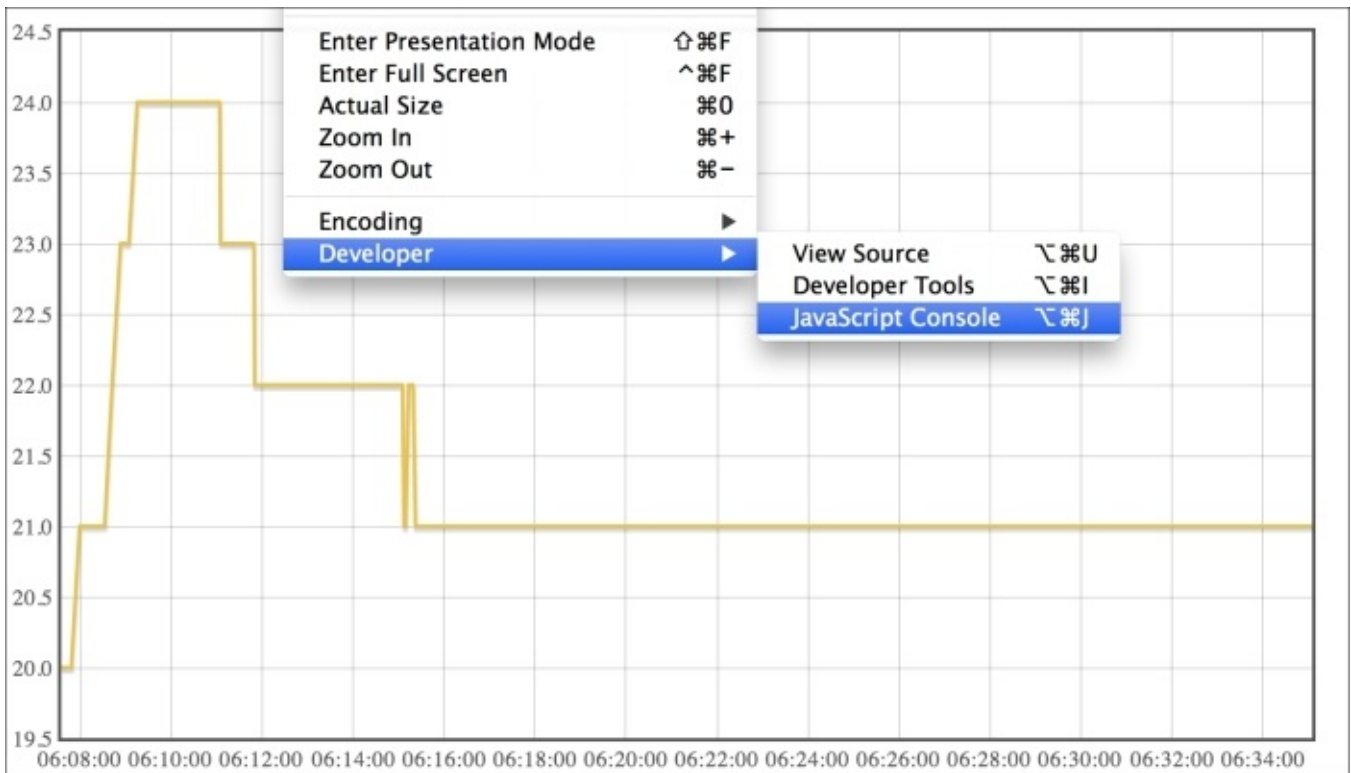 24.5
Enter Presentation Mode ⇧⌘F
Enter Full Screen ^⌘F
24.0
Actual Size ⌘0
Zoom In ⌘+
Zoom Out ⌘−
23.5
Encoding ▶
23.0
Developer ▶
View Source ⌥⌘U
Developer Tools ⌥⌘I
JavaScript Console ⌥⌘J
22.5
22.0
21.5
21.0
20.5
20.0
19.5
06:08:00 06:10:00 06:12:00 06:14:00 06:16:00 06:18:00 06:20:00 06:22:00 06:24:00 06:26:00 06:28:00 06:30:00 06:32:00 06:34:00